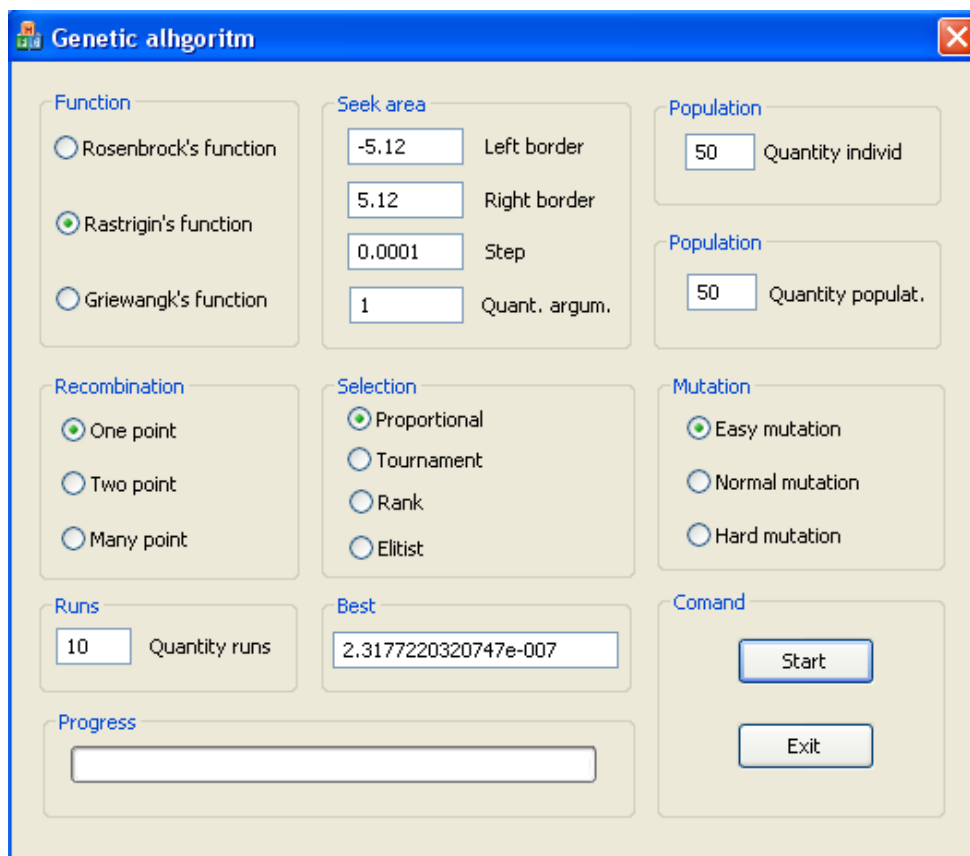 Genetic alhgoritm
Function
Rosenbrock's function
Rastrigin's function
Griewangk's function
Seek area
-5.12 Left border
5.12 Right border
0.0001 Step
1 Quant. argum.
Population
50 Quantity individ
Population
50 Quantity populat.
Recombination
One point
Two point
Many point
Selection
Proportional
Tournament
Rank
Elitist
Mutation
Easy mutation
Normal mutation
Hard mutation
Runs
10 Quantity runs
Best
2.3177220320747e-007
Comand
Start
Exit
Progress